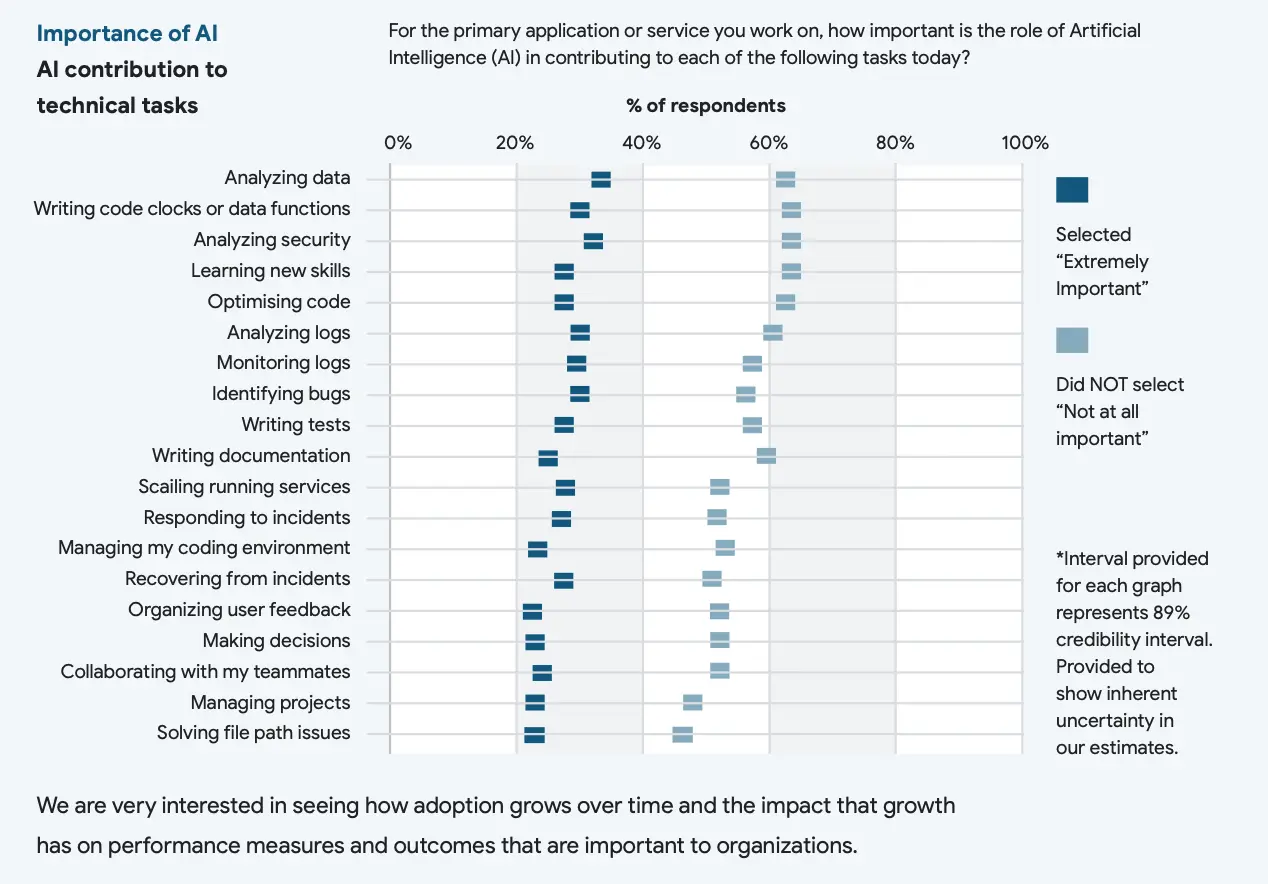 Importance of AI
AI contribution to
technical tasks
For the primary application or service you work on, how important is the role of Artificial
Intelligence (AI) in contributing to each of the following tasks today?
% of respondents
0% 20% 40% 60% 80% 100%
Analyzing data
Writing code clocks or data functions
Analyzing security
Learning new skills
Optimising code
Analyzing logs
Monitoring logs
Identifying bugs
Writing tests
Writing documentation
Scailing running services
Responding to incidents
Managing my coding environment
Recovering from incidents
Organizing user feedback
Making decisions
Collaborating with my teammates
Managing projects
Solving file path issues
Selected
“Extremely
Important”
Did NOT select
“Not at all
important”
*Interval provided
for each graph
represents 89%
credibility interval.
Provided to
show inherent
uncertainty in
our estimates.
We are very interested in seeing how adoption grows over time and the impact that growth
has on performance measures and outcomes that are important to organizations.